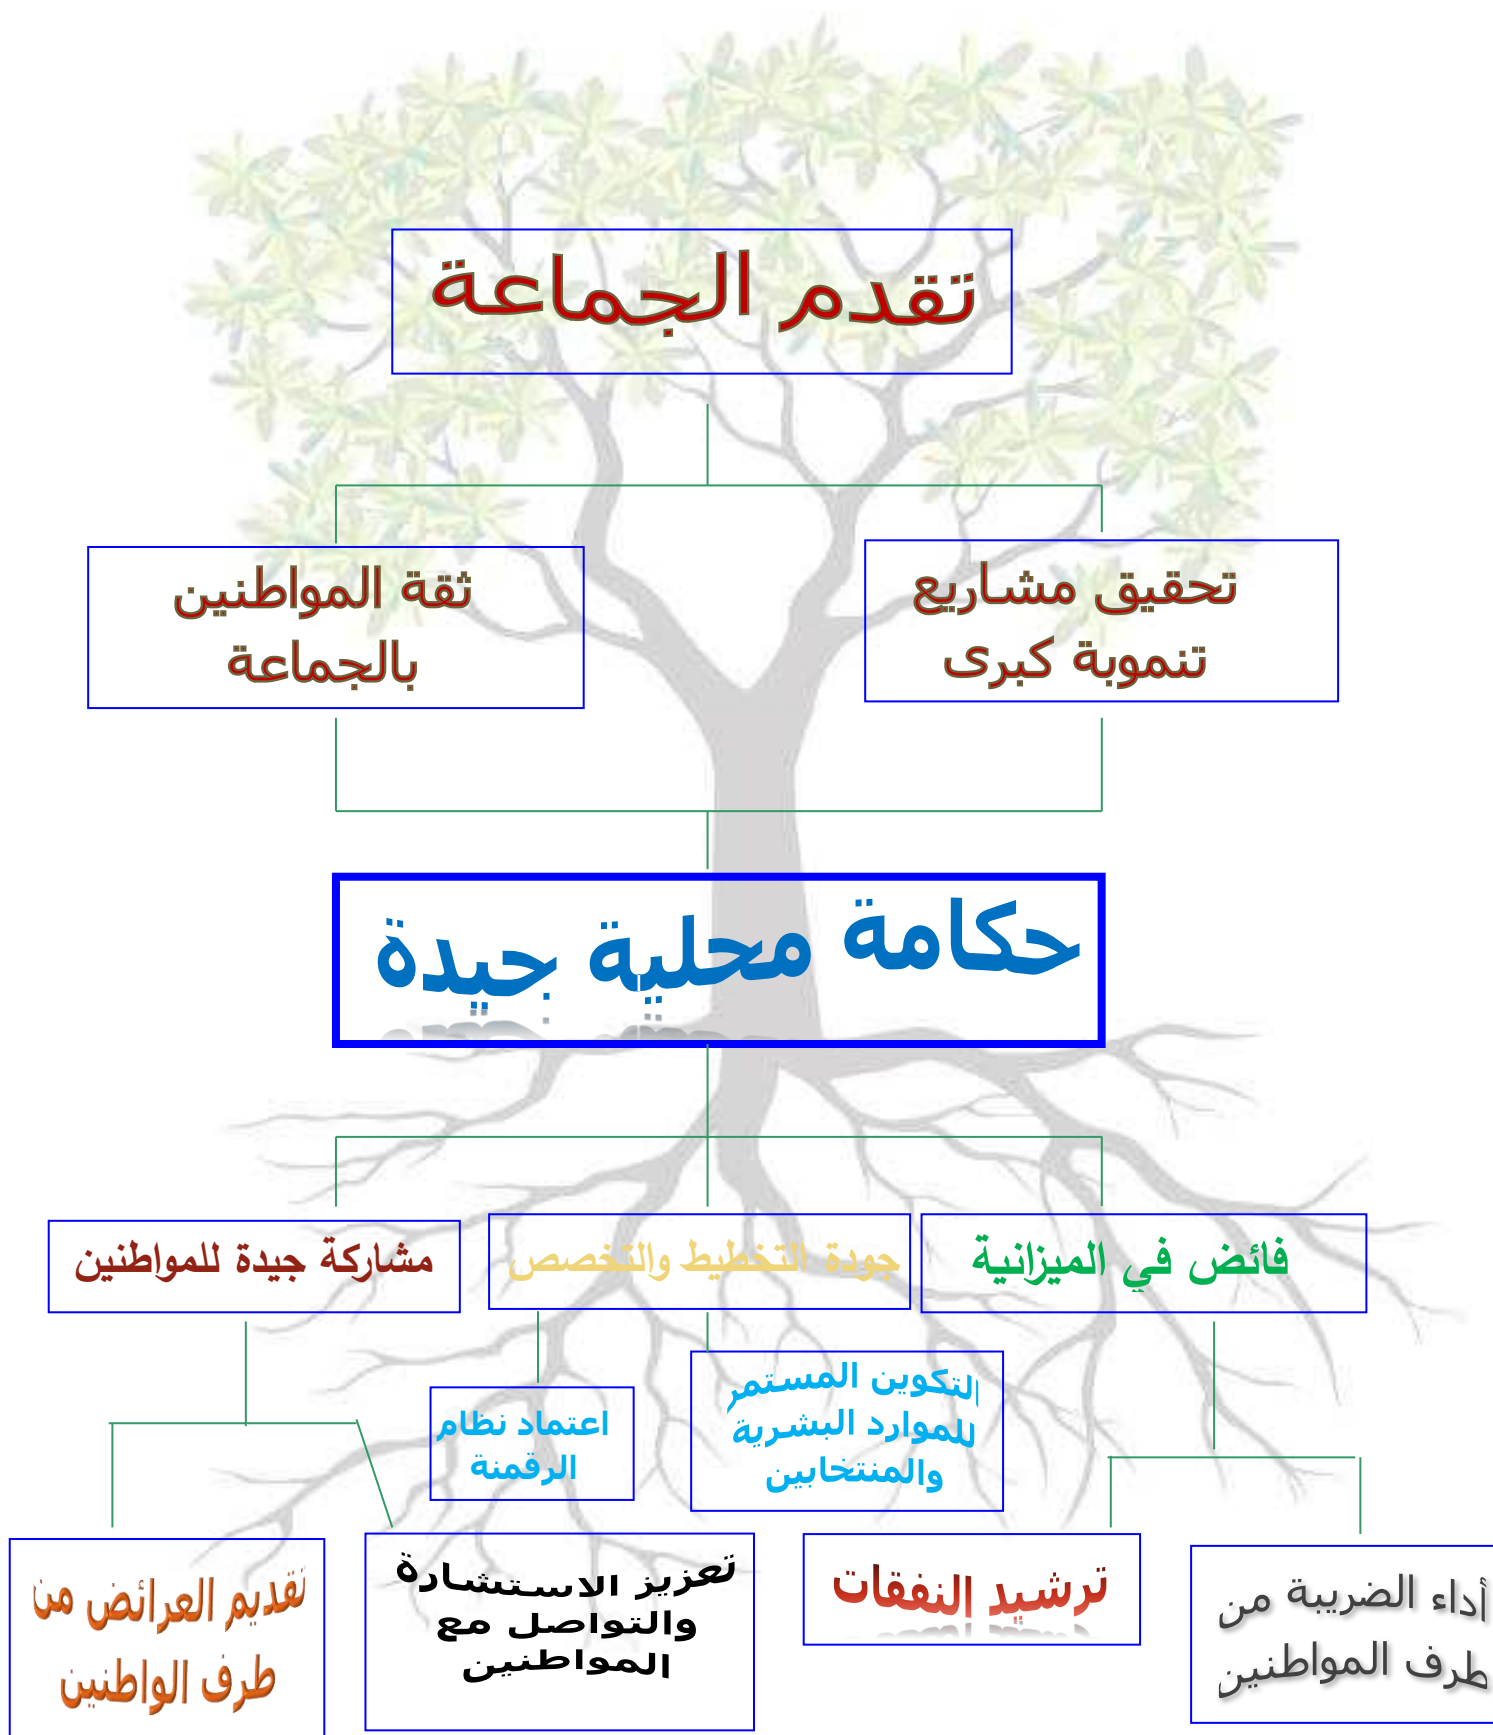 تقدم الجماعة
تحقيق مشاريع
تنموية كبرى
ثقة المواطنين
بالجماعة
حكامة محلية جيدة
فائض في الميزانية
جودة التخطيط والتخصص
مشاركة جيدة للمواطنين
التكوين المستمر
للموارد البشرية
والمنتخابين
اعتماد نظام
الرقمنة
أداء الضريبة من
طرف المواطنين
ترشيد النفقات
تعزيز الاستشارة
والتواصل مع
المواطنين
تقديم العرائض من
طرف الواطنين